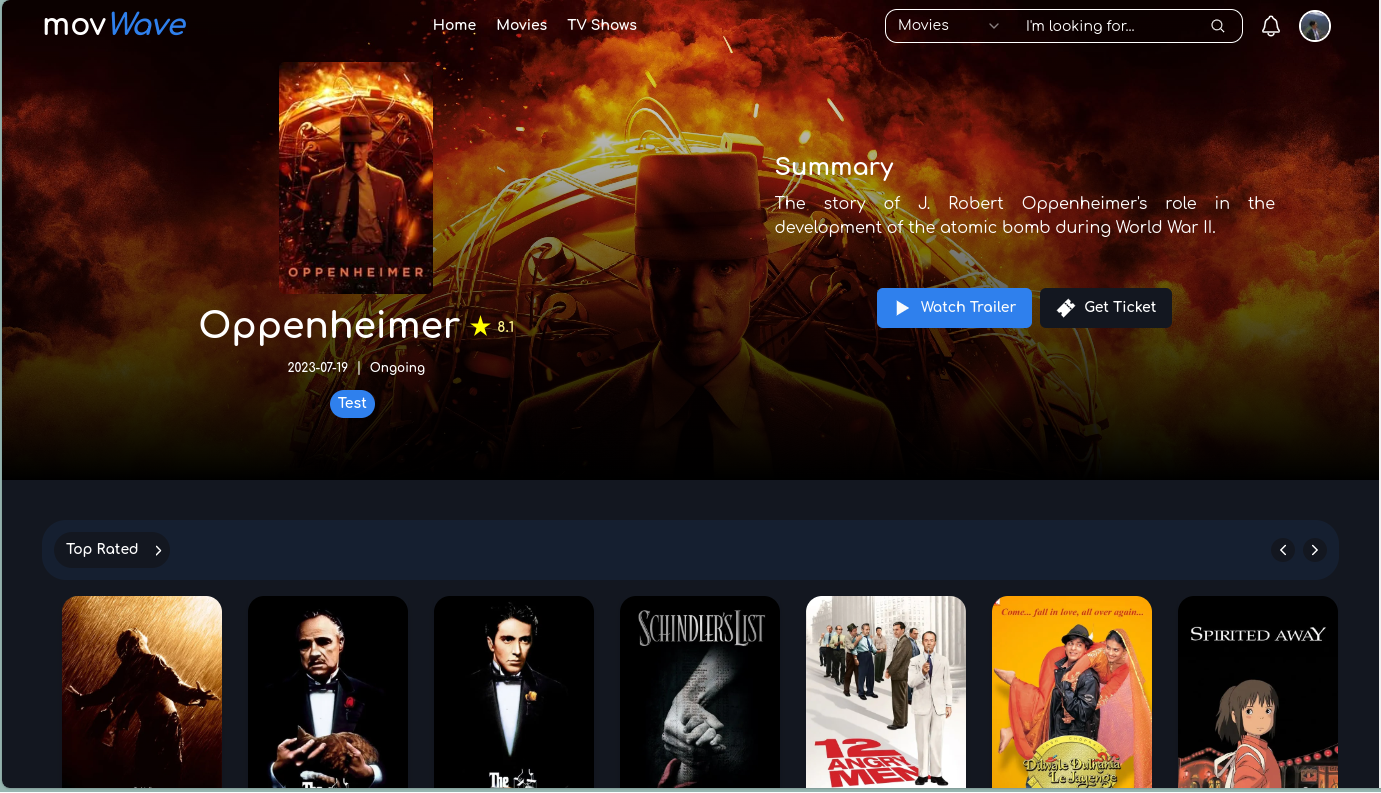 movWave
Home Movies TV Shows
Movies I'm looking for...
OPPENHEIMER
Oppenheimer 8.1
2023-07-19 | Ongoing
Test
Summary
The story of J. Robert Oppenheimer's role in the
development of the atomic bomb during World War II.
Watch Trailer Get Ticket
Top Rated
The
The
SCHINDLER'S LIST
12
ANGRY
MEN
Come... fall in love, all over again...
Dilwale Dulhania
Le Jayenge
SPIRITED AWAY